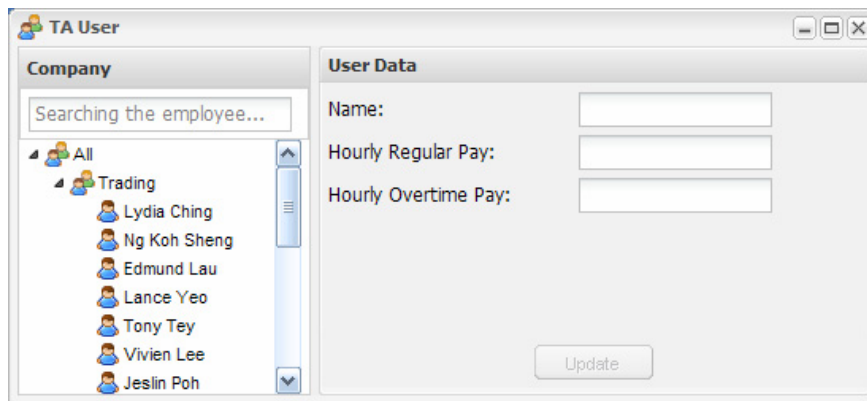 TA User
Company
Searching the employee...
All
Trading
Lydia Ching
Ng Koh Sheng
Edmund Lau
Lance Yeo
Tony Tey
Vivien Lee
Jeslin Poh
User Data
Name:
Hourly Regular Pay:
Hourly Overtime Pay:
Update